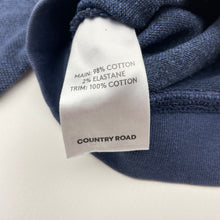 MAIN: 98% COTTON
2% ELASTANE
TRIM: 100% COTTON
COUNTRY ROAD